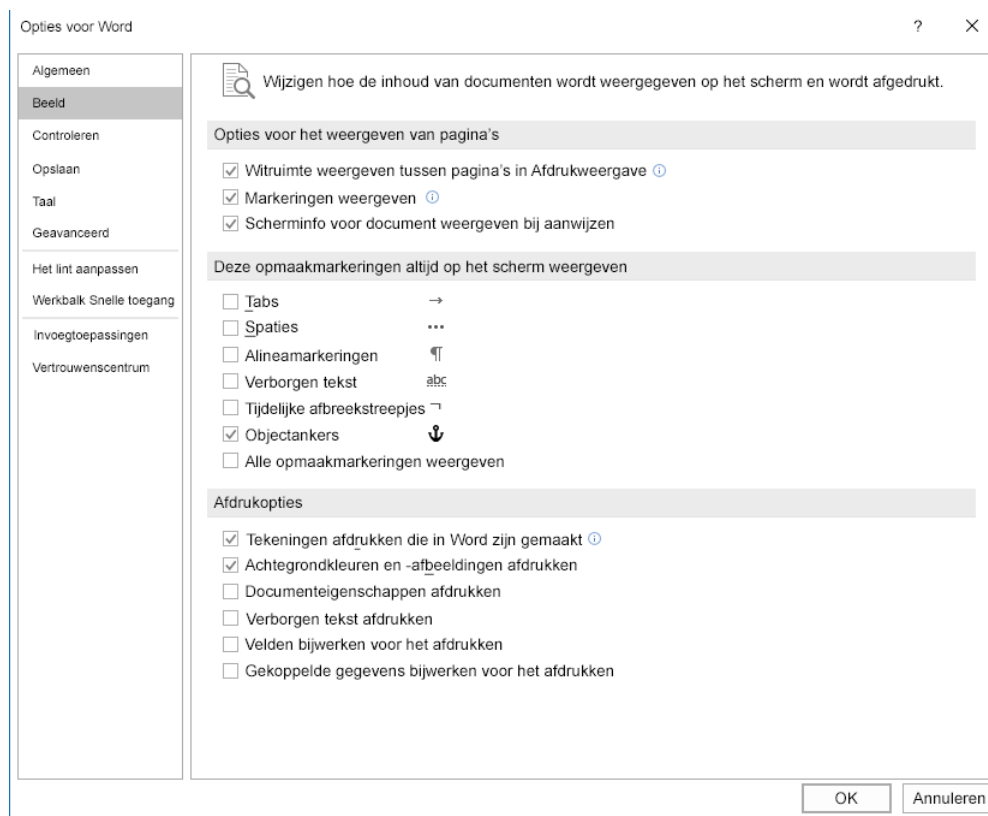 Opties voor Word
?
Algemeen
Beeld
Controleren
Opslaan
Taal
Geavanceerd
Het lint aanpassen
Werkbalk Snelle toegang
Invoegtoepassingen
Vertrouwenscentrum
Wijzigen hoe de inhoud van documenten wordt weergegeven op het scherm en wordt afgedrukt.
Opties voor het weergeven van pagina's
Witruimte weergeven tussen pagina's in Afdrukweergave
Markeringen weergeven
Scherminfo voor document weergeven bij aanwijzen
Deze opmaakmarkeringen altijd op het scherm weergeven
Tabs →
Spaties •••
Alineamarkeringen ¶
Verborgen tekst abc
Tijdelijke afbreekstreepjes ¬
Objectankers
Alle opmaakmarkeringen weergeven
Afdrukopties
Tekeningen afdrukken die in Word zijn gemaakt
Achtegrondkleuren en -afbeeldingen afdrukken
Documenteigenschappen afdrukken
Verborgen tekst afdrukken
Velden bijwerken voor het afdrukken
Gekoppelde gegevens bijwerken voor het afdrukken
OK
Annuleren